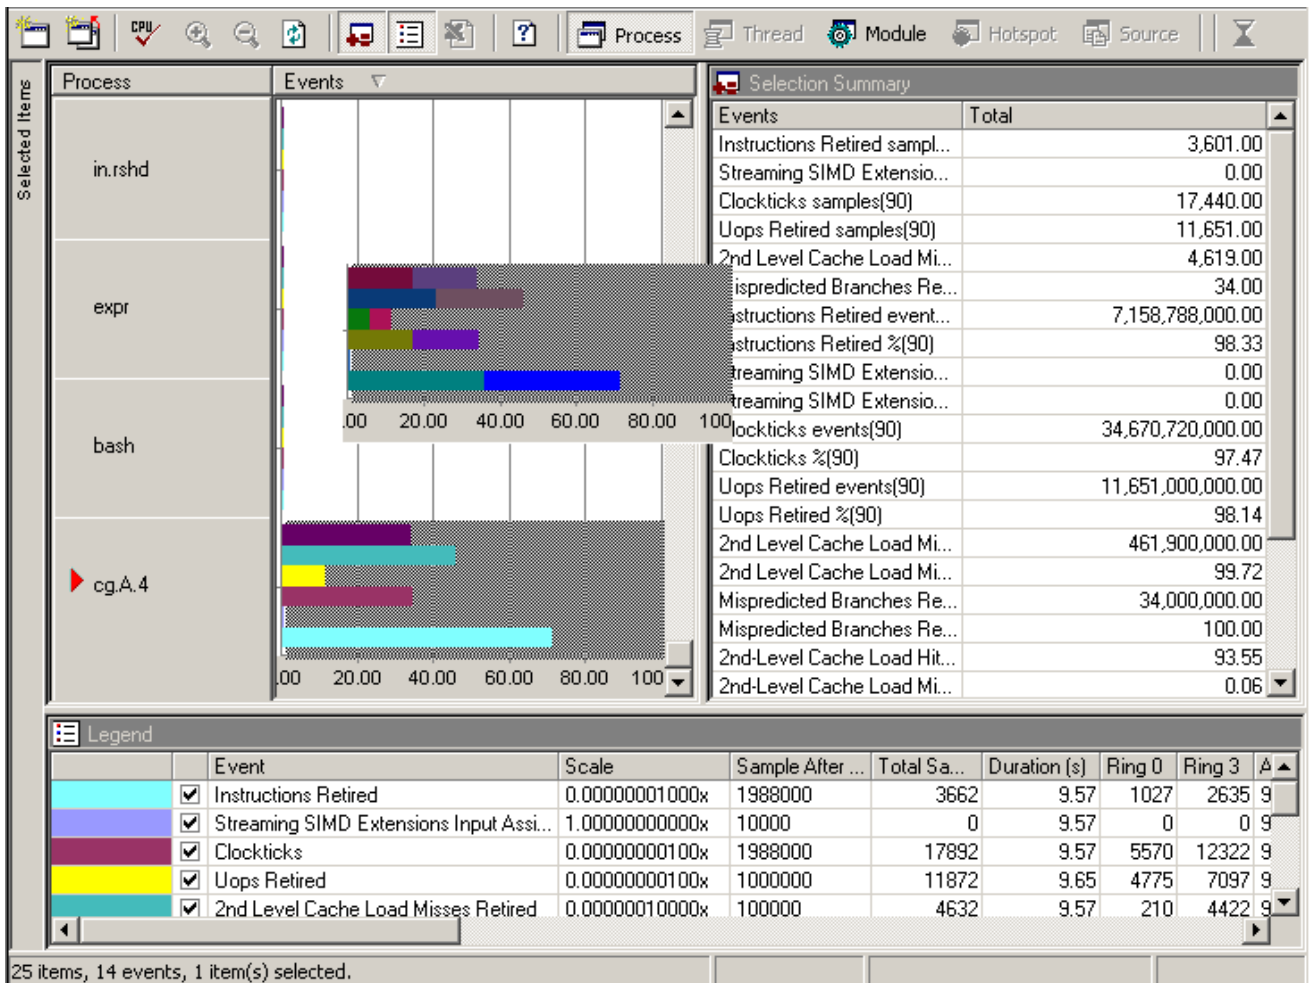 CPU Process Thread Module Hotspot Source
Selected Items
Process Events
in.rshd
expr
bash
cg.A.4
.00 20.00 40.00 60.00 80.00 100
.00 20.00 40.00 60.00 80.00 100
Selection Summary
Events Total
Instructions Retired sampl... 3,601.00
Streaming SIMD Extensio... 0.00
Clockticks samples(90) 17,440.00
Uops Retired samples(90) 11,651.00
2nd Level Cache Load Mi... 4,619.00
ispredicted Branches Re... 34.00
structions Retired event... 7,158,788,000.00
structions Retired %(90) 98.33
treaming SIMD Extensio... 0.00
treaming SIMD Extensio... 0.00
lockticks events(90) 34,670,720,000.00
Clockticks %(90) 97.47
Uops Retired events(90) 11,651,000,000.00
Uops Retired %(90) 98.14
2nd Level Cache Load Mi... 461,900,000.00
2nd Level Cache Load Mi... 99.72
Mispredicted Branches Re... 34,000,000.00
Mispredicted Branches Re... 100.00
2nd-Level Cache Load Hit... 93.55
2nd-Level Cache Load Mi... 0.06
Legend
Event Scale Sample After ... Total Sa... Duration (s) Ring 0 Ring 3 A
Instructions Retired 0.00000001000x 1988000 3662 9.57 1027 2635 9
Streaming SIMD Extensions Input Assi... 1.00000000000x 10000 0 9.57 0 0 9
Clockticks 0.00000000100x 1988000 17892 9.57 5570 12322 9
Uops Retired 0.00000000100x 1000000 11872 9.65 4775 7097 9
2nd Level Cache Load Misses Retired 0.00000010000x 100000 4632 9.57 210 4422 9
25 items, 14 events, 1 item(s) selected.